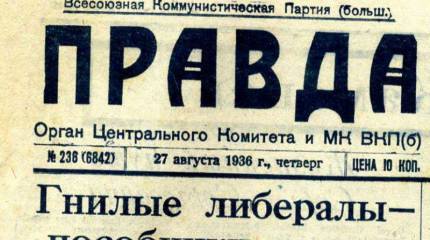 Всесоюзная Коммунистическая Партия (больш.)
ПРАВДА
Орган Центрального Комитета и МК ВКП(б)
№ 236 (6842) 27 августа 1936 г., четверг ЦЕНА 10 КОП.
Гнилые либералы—